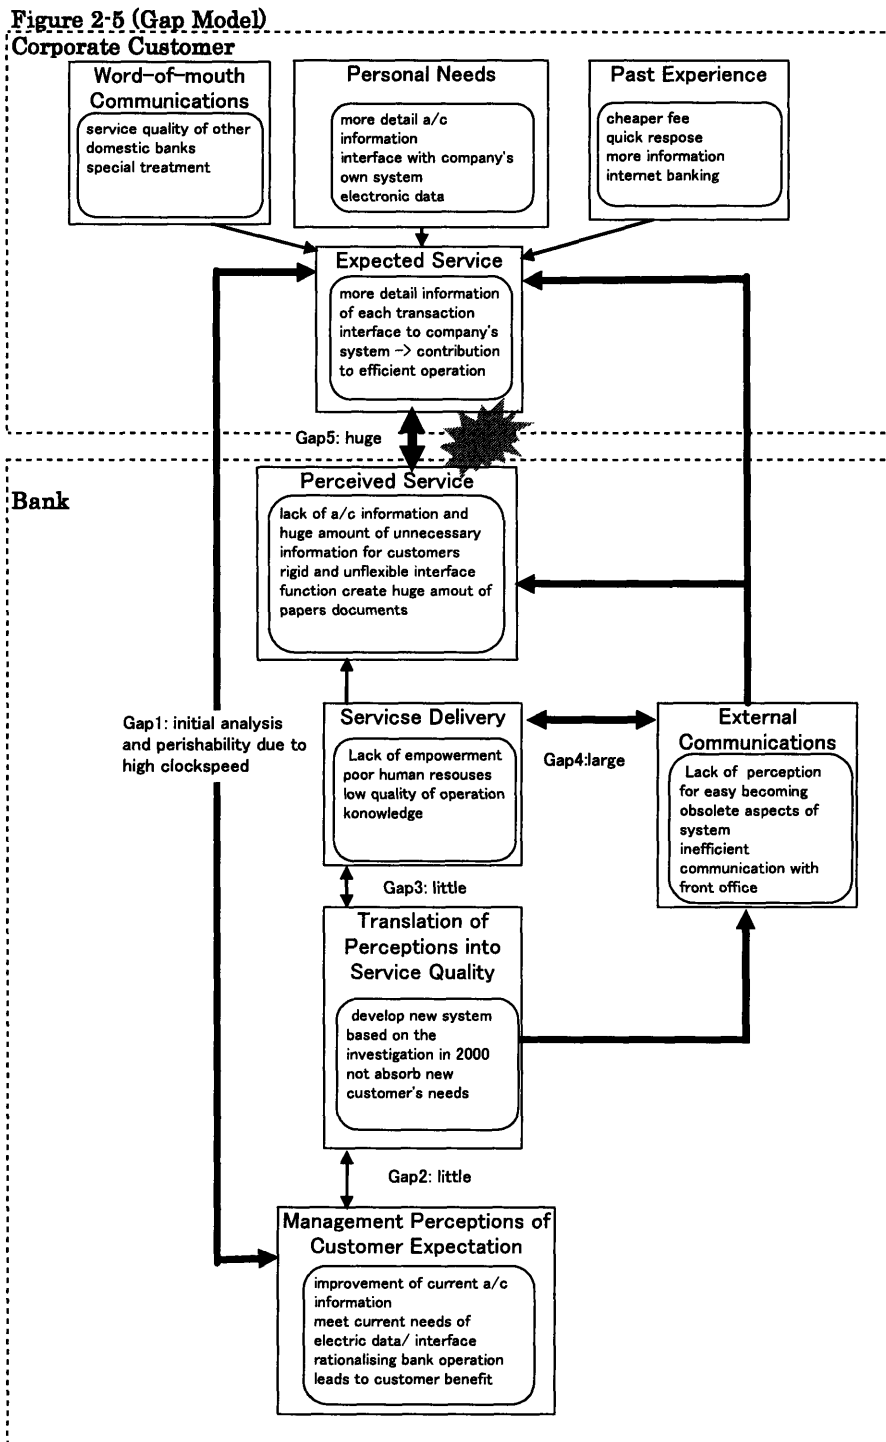 Figure 2-5 (Gap Model)
Corporate Customer
Word-of-mouth
Communications
service quality of other
domestic banks
special treatment
Personal Needs
more detail a/c
information
interface with company's
own system
electronic data
Past Experience
cheaper fee
quick respose
more information
internet banking
Expected Service
more detail information
of each transaction
interface to company's
system -> contribution
to efficient operation
Gap5: huge
Bank
Perceived Service
lack of a/c information and
huge amount of unnecessary
information for customers
rigid and unflexible interface
function create huge amout of
papers documents
Gap1: initial analysis
and perishability due to
high clockspeed
Servicse Delivery
Lack of empowerment
poor human resouses
low quality of operation
konowledge
Gap4:large
External
Communications
Lack of perception
for easy becoming
obsolete aspects of
system
inefficient
communication with
front office
Gap3: little
Translation of
Perceptions into
Service Quality
develop new system
based on the
investigation in 2000
not absorb new
customer's needs
Gap2: little
Management Perceptions of
Customer Expectation
improvement of current a/c
information
meet current needs of
electric data/ interface
rationalising bank operation
leads to customer benefit